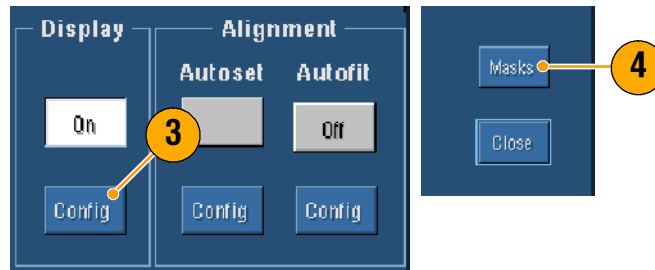 Display
Alignment
Autoset Autofit
On
Off
3
Config
Config
Config
Masks
4
Close